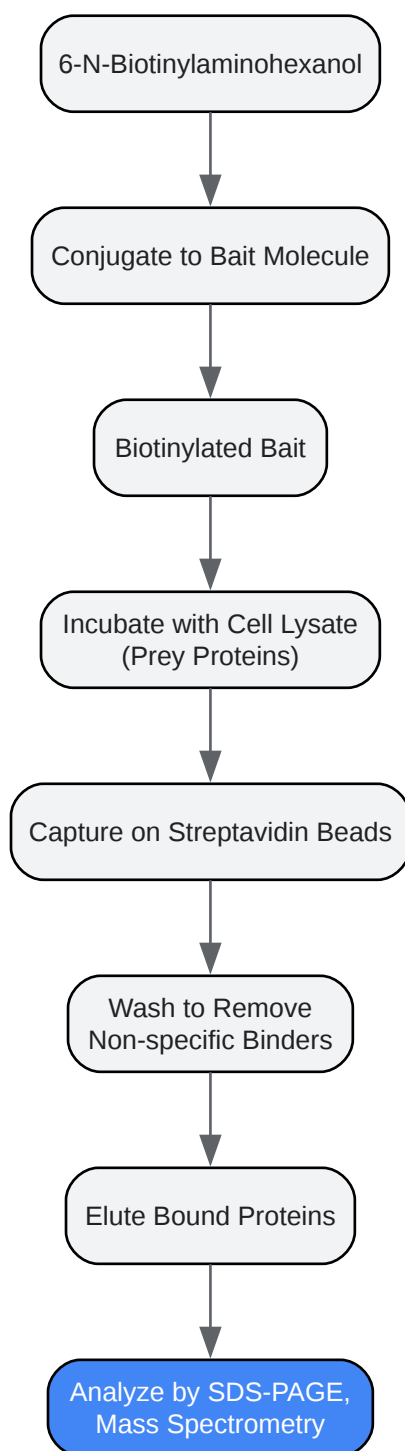 6-N-Biotinylaminohexanol
Conjugate to Bait Molecule
Biotinylated Bait
Incubate with Cell Lysate
(Prey Proteins)
Capture on Streptavidin Beads
Wash to Remove
Non-specific Binders
Elute Bound Proteins
Analyze by SDS-PAGE,
Mass Spectrometry